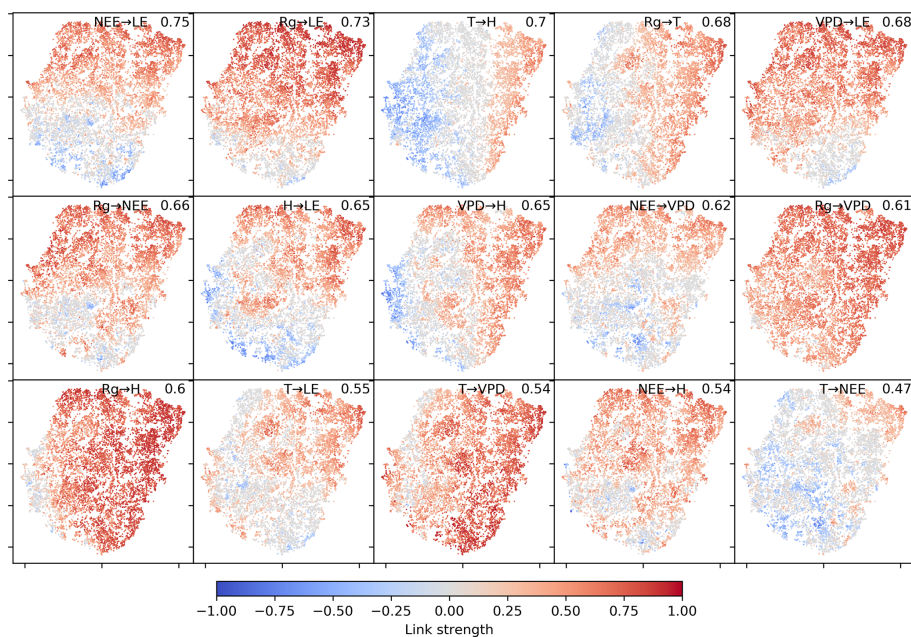 NEE→LE 0.75
Rg→LE 0.73
T→H 0.7
Rg→T 0.68
VPD→LE 0.68
Rg→NEE 0.66
H→LE 0.65
VPD→H 0.65
NEE→VPD 0.62
Rg→VPD 0.61
Rg→H 0.6
T→LE 0.55
T→VPD 0.54
NEE→H 0.54
T→NEE 0.47
−1.00 −0.75 −0.50 −0.25 0.00 0.25 0.50 0.75 1.00
Link strength